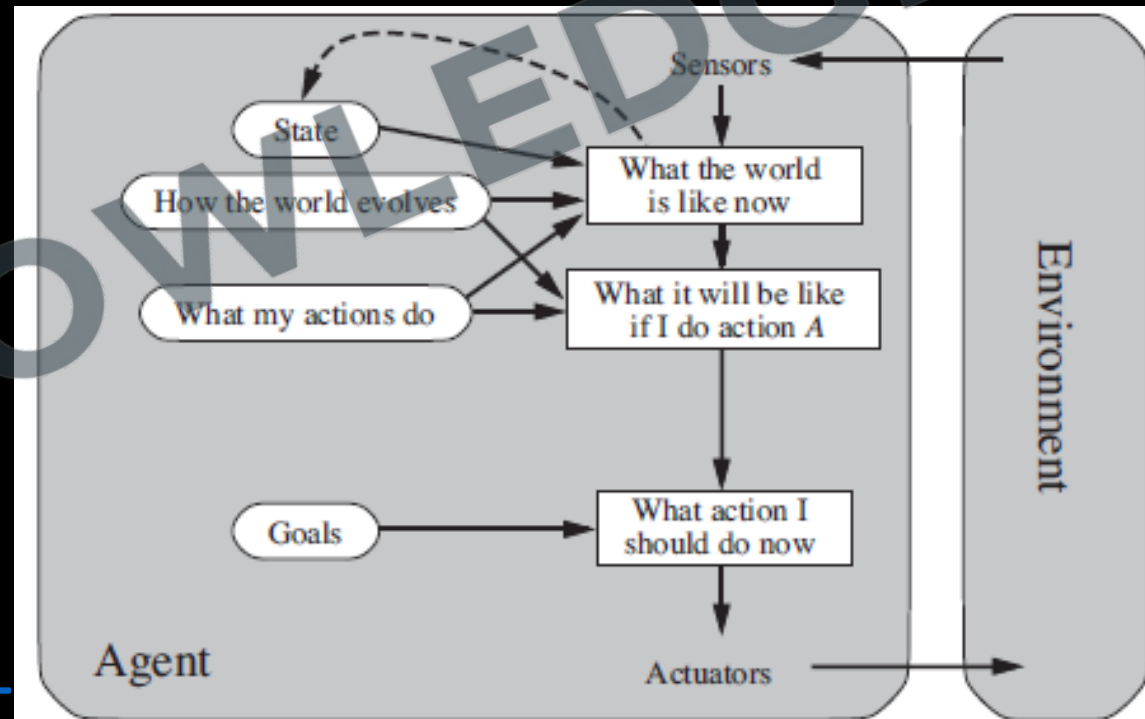 Sensors
State
What the world
is like now
How the world evolves
What it will be like
if I do action A
What my actions do
Environment
What action I
should do now
Goals
Agent
Actuators